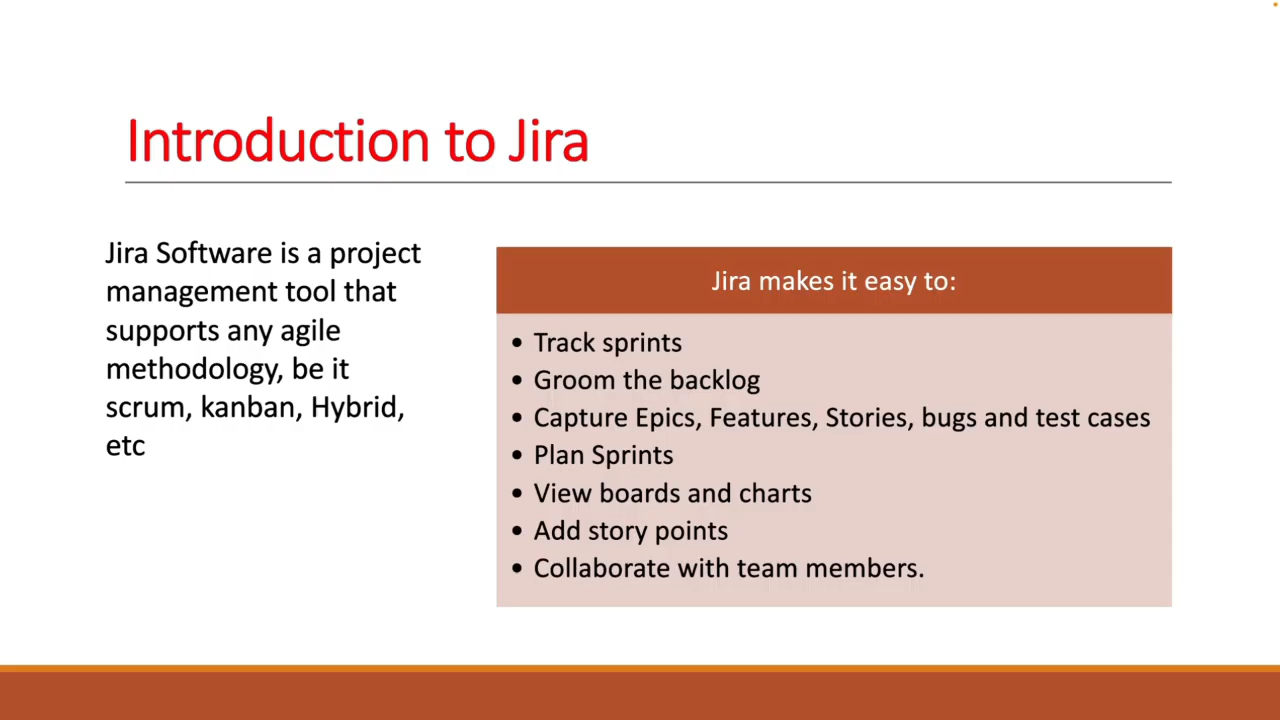 Introduction to Jira
Jira Software is a project
management tool that
supports any agile
methodology, be it
scrum, kanban, Hybrid,
etc
Jira makes it easy to:
• Track sprints
• Groom the backlog
• Capture Epics, Features, Stories, bugs and test cases
• Plan Sprints
• View boards and charts
• Add story points
• Collaborate with team members.